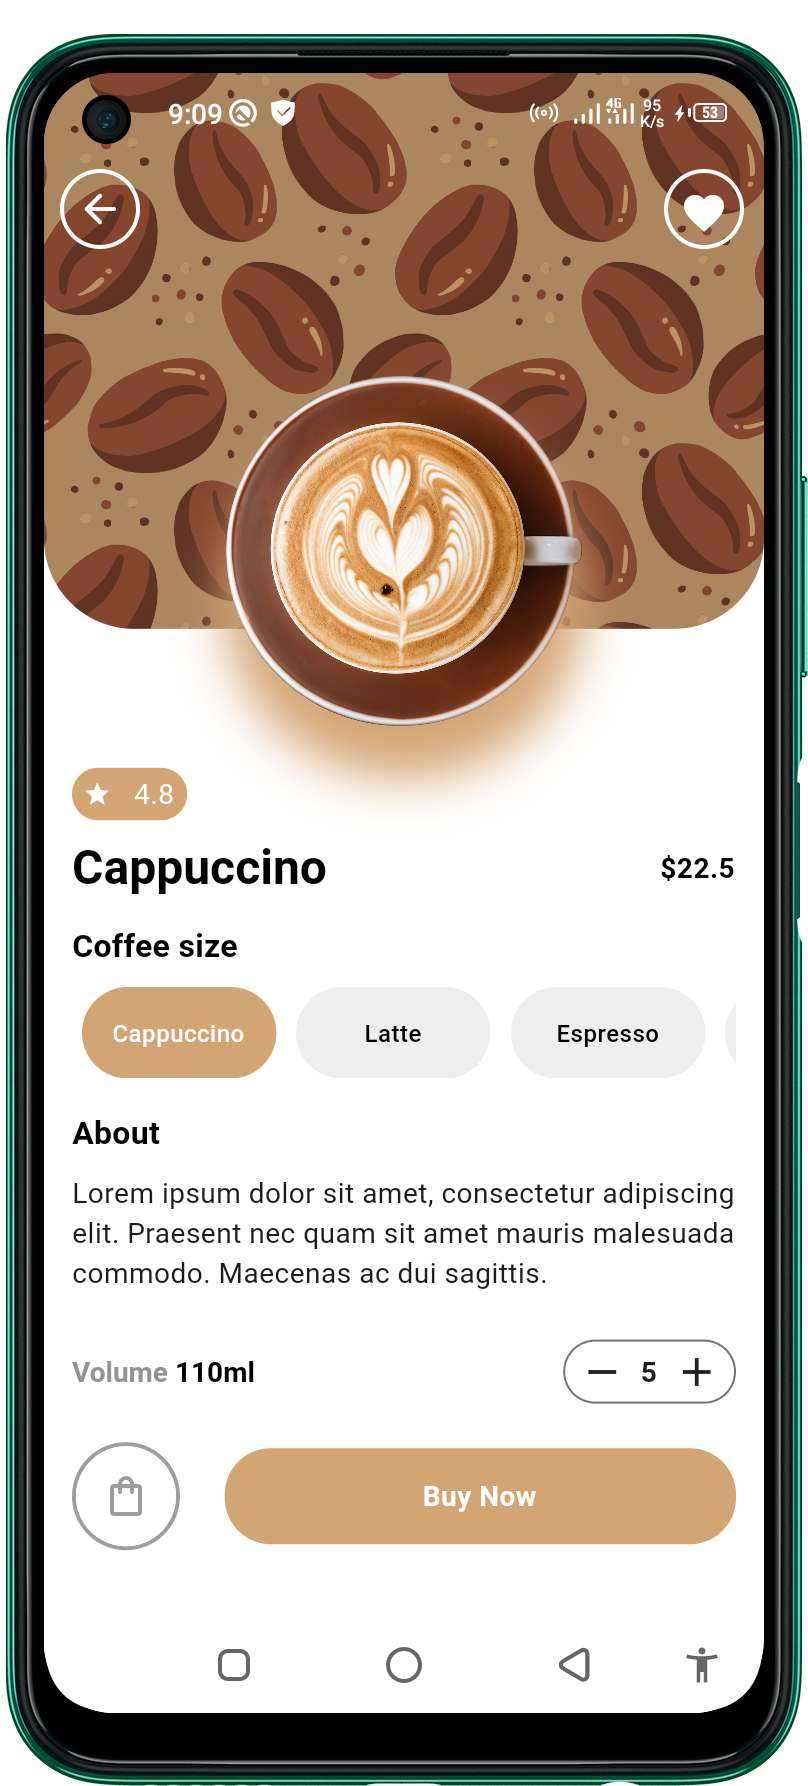 9:09
4G 95 K/s 53
4.8
Cappuccino
$22.5
Coffee size
Cappuccino Latte Espresso
About
Lorem ipsum dolor sit amet, consectetur adipiscing
elit. Praesent nec quam sit amet mauris malesuada
commodo. Maecenas ac dui sagittis.
Volume 110ml
5
Buy Now